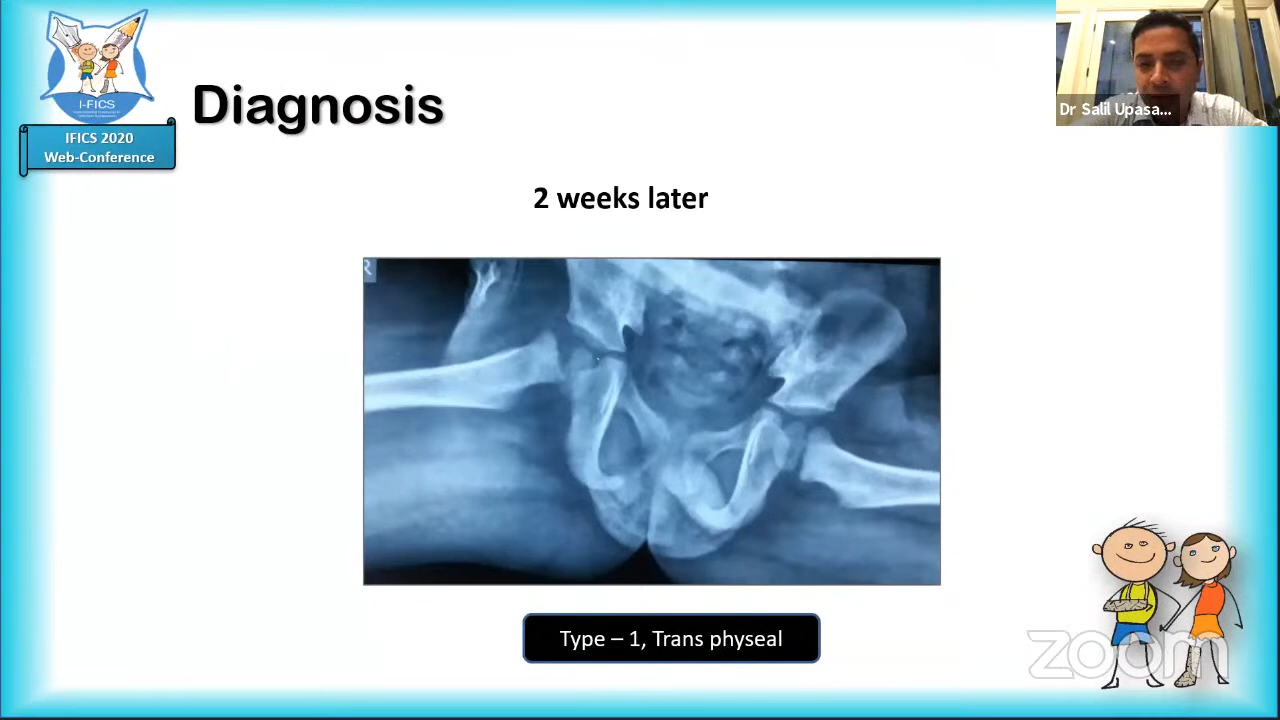 I-FICS
IFICS 2020
Web-Conference
Diagnosis
Dr Salil Upasa...
2 weeks later
R
Type – 1, Trans physeal
zoom